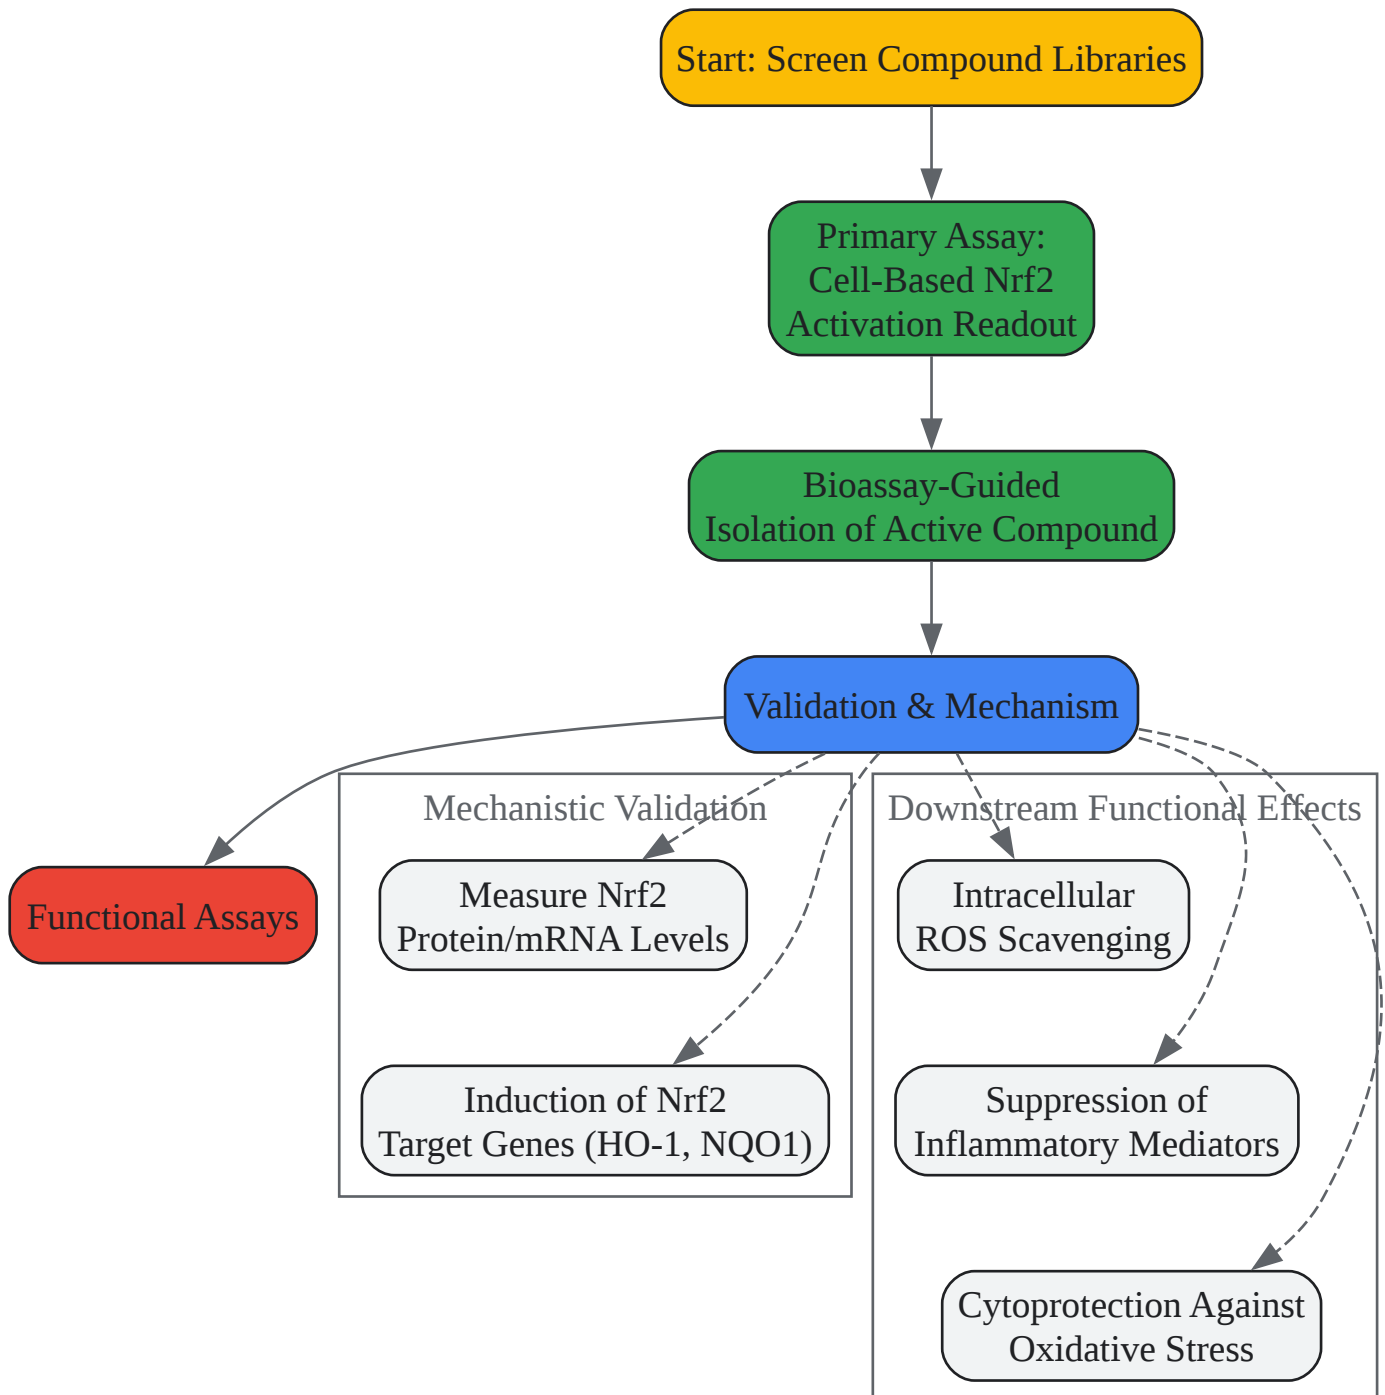 Start: Screen Compound Libraries
Primary Assay:
Cell-Based Nrf2
Activation Readout
Bioassay-Guided
Isolation of Active Compound
Validation & Mechanism
Functional Assays
Mechanistic Validation
Measure Nrf2
Protein/mRNA Levels
Induction of Nrf2
Target Genes (HO-1, NQO1)
Downstream Functional Effects
Intracellular
ROS Scavenging
Suppression of
Inflammatory Mediators
Cytoprotection Against
Oxidative Stress